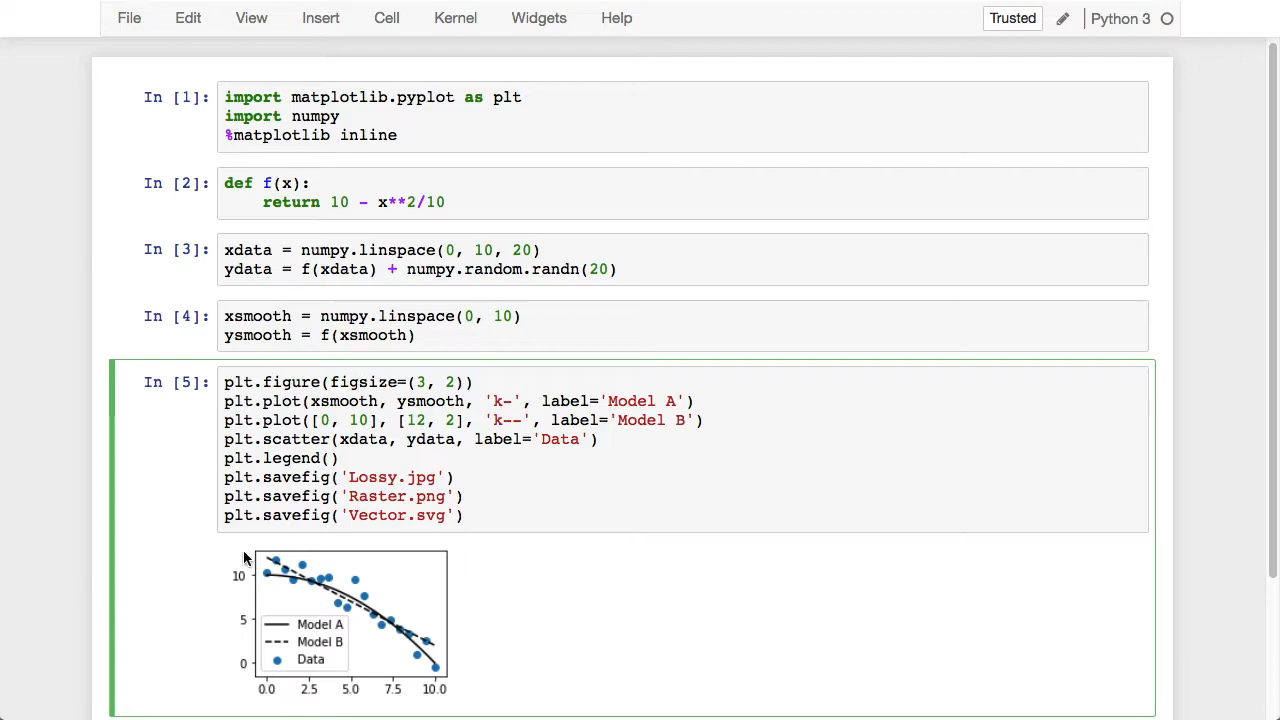 File Edit View Insert Cell Kernel Widgets Help Trusted Python 3
In [1]: import matplotlib.pyplot as plt
import numpy
%matplotlib inline
In [2]: def f(x):
    return 10 - x**2/10
In [3]: xdata = numpy.linspace(0, 10, 20)
ydata = f(xdata) + numpy.random.randn(20)
In [4]: xsmooth = numpy.linspace(0, 10)
ysmooth = f(xsmooth)
In [5]: plt.figure(figsize=(3, 2))
plt.plot(xsmooth, ysmooth, 'k-', label='Model A')
plt.plot([0, 10], [12, 2], 'k--', label='Model B')
plt.scatter(xdata, ydata, label='Data')
plt.legend()
plt.savefig('Lossy.jpg')
plt.savefig('Raster.png')
plt.savefig('Vector.svg')
10
5
0
Model A
Model B
Data
0.0 2.5 5.0 7.5 10.0